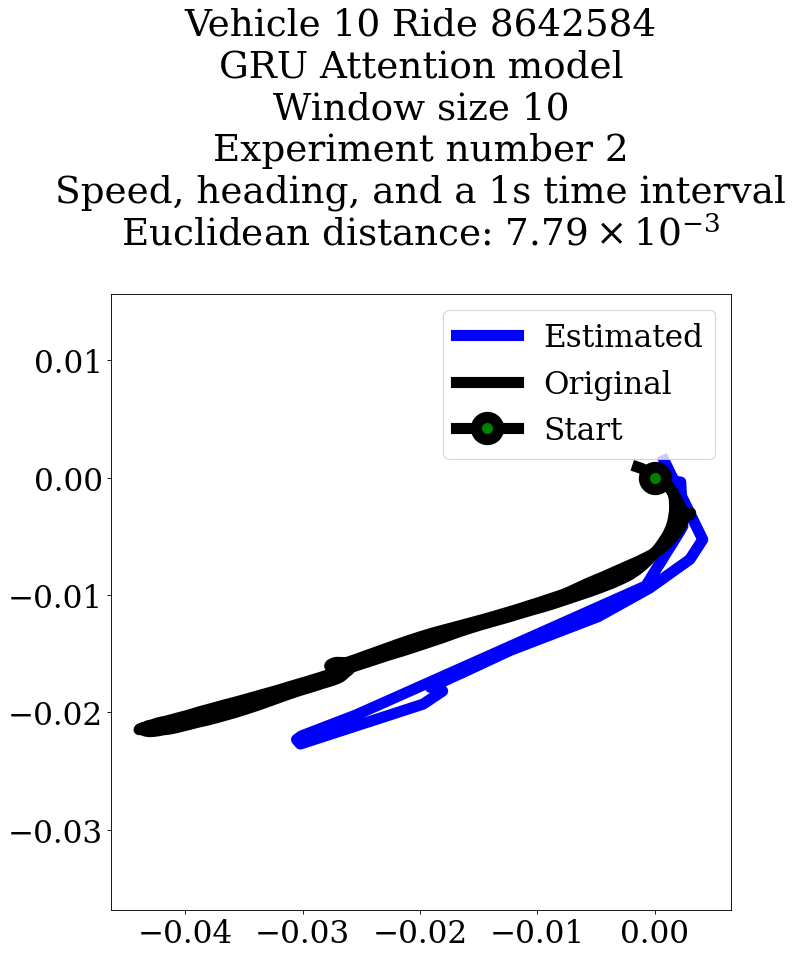 Vehicle 10 Ride 8642584
GRU Attention model
Window size 10
Experiment number 2
Speed, heading, and a 1s time interval
Euclidean distance: 7.79 × 10⁻³
Estimated
Original
Start
0.01
0.00
−0.01
−0.02
−0.03
−0.04 −0.03 −0.02 −0.01 0.00